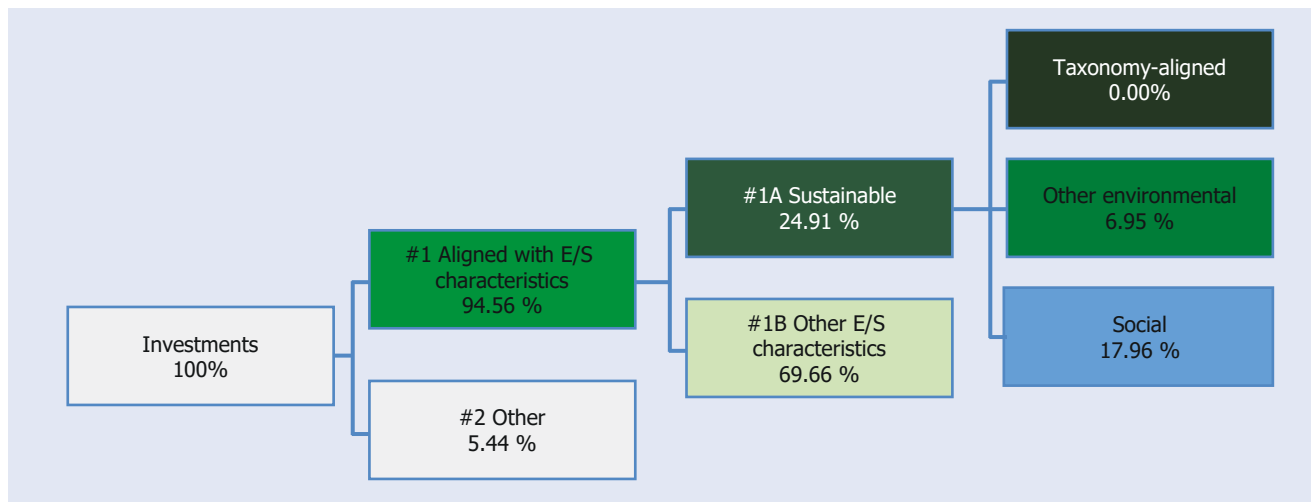 Investments
100%
#1 Aligned with E/S
characteristics
94.56 %
#2 Other
5.44 %
#1A Sustainable
24.91 %
#1B Other E/S
characteristics
69.66 %
Taxonomy-aligned
0.00%
Other environmental
6.95 %
Social
17.96 %